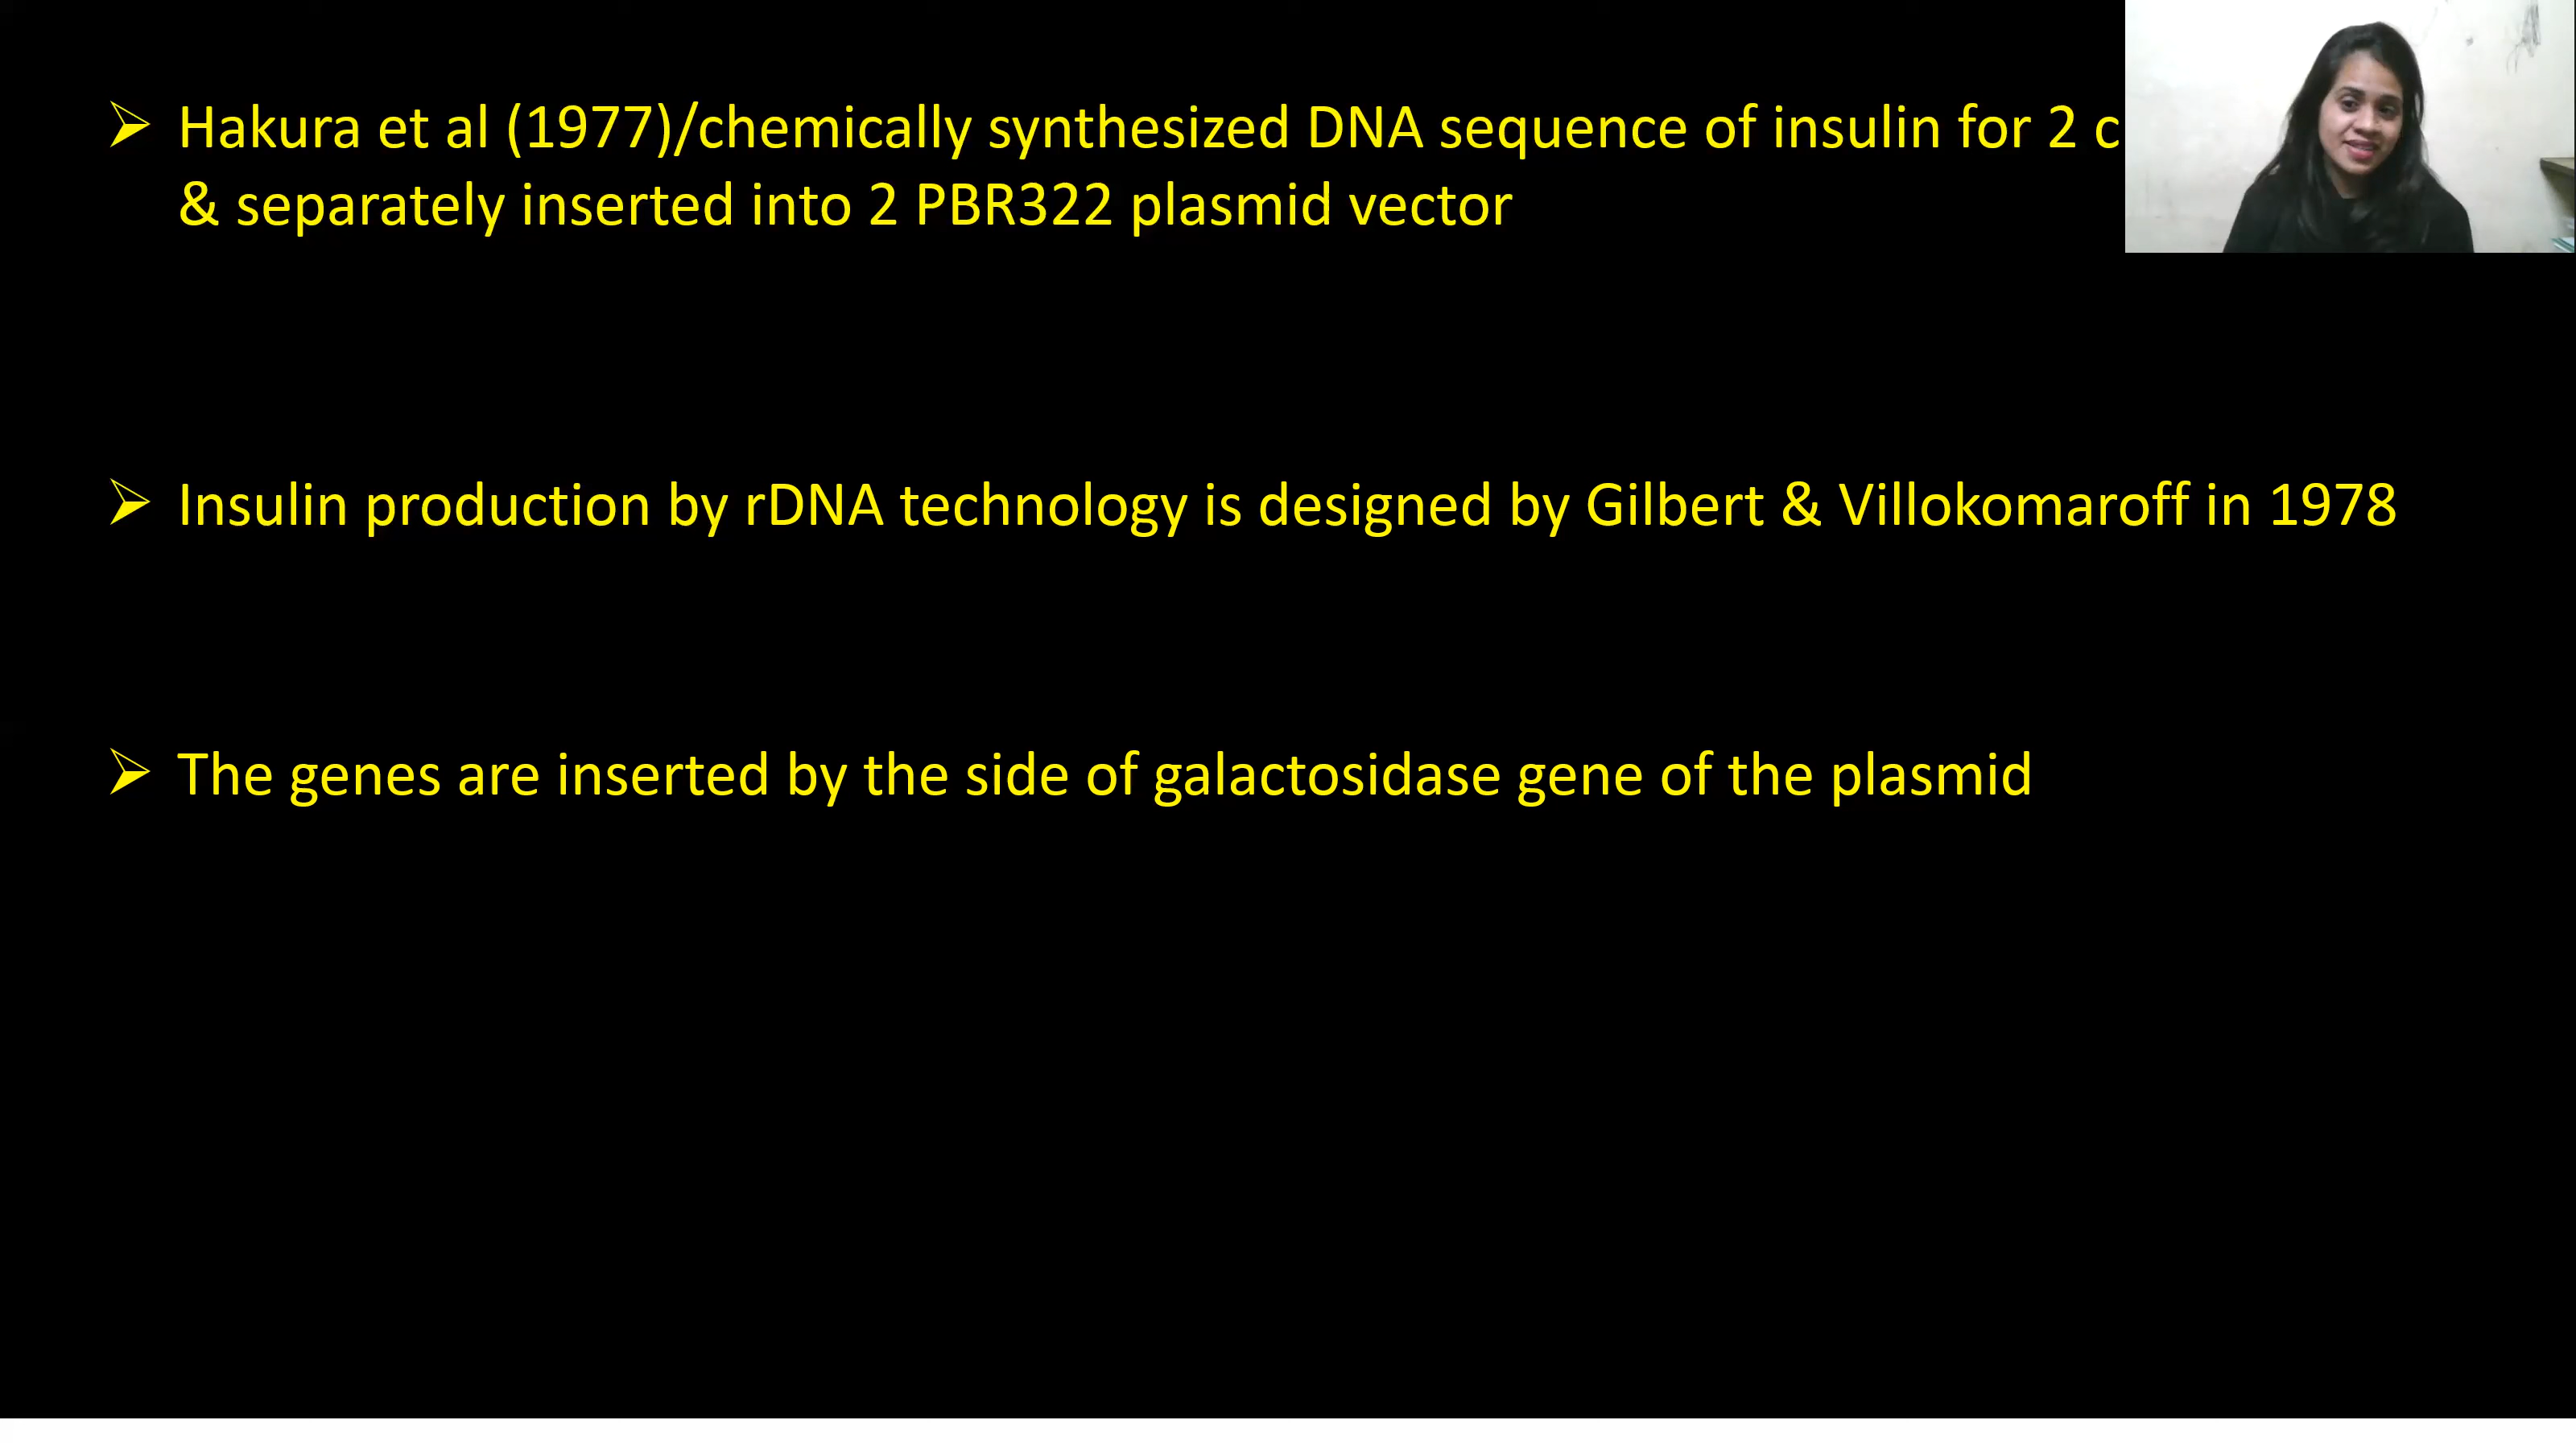 Hakura et al (1977)/chemically synthesized DNA sequence of insulin for 2
& separately inserted into 2 PBR322 plasmid vector
Insulin production by rDNA technology is designed by Gilbert & Villokomaroff in 1978
The genes are inserted by the side of galactosidase gene of the plasmid